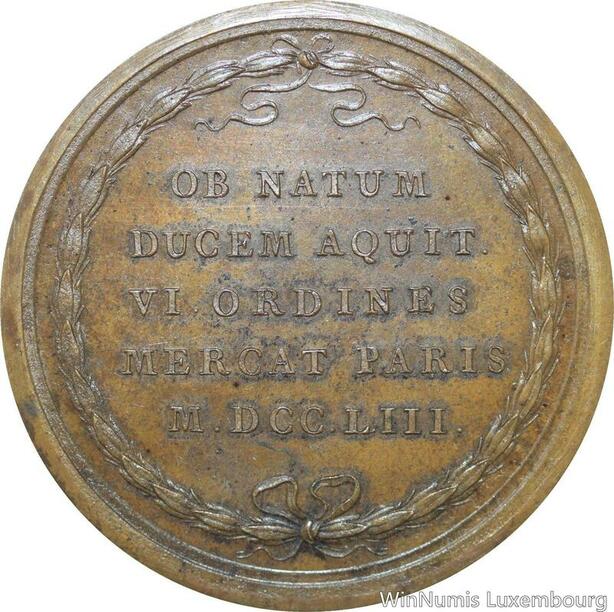 OB NATUM
DUCEM AQUIT.
VI. ORDINES
MERCAT PARIS
M. DCC.LIII.
WinNumis Luxembourg